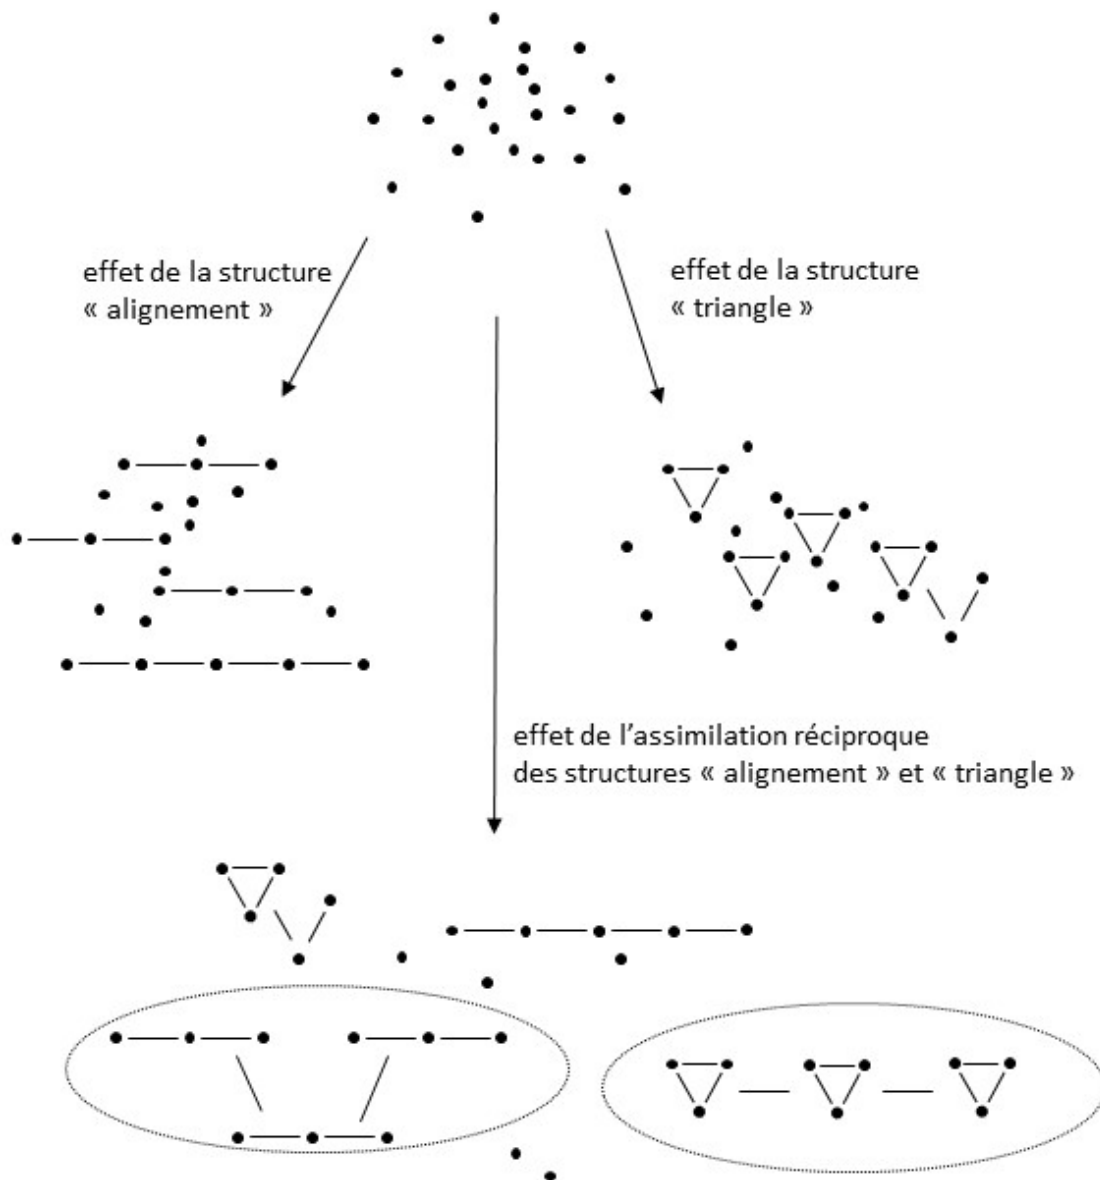 effet de la structure
« alignement »
effet de la structure
« triangle »
effet de l’assimilation réciproque
des structures « alignement » et « triangle »